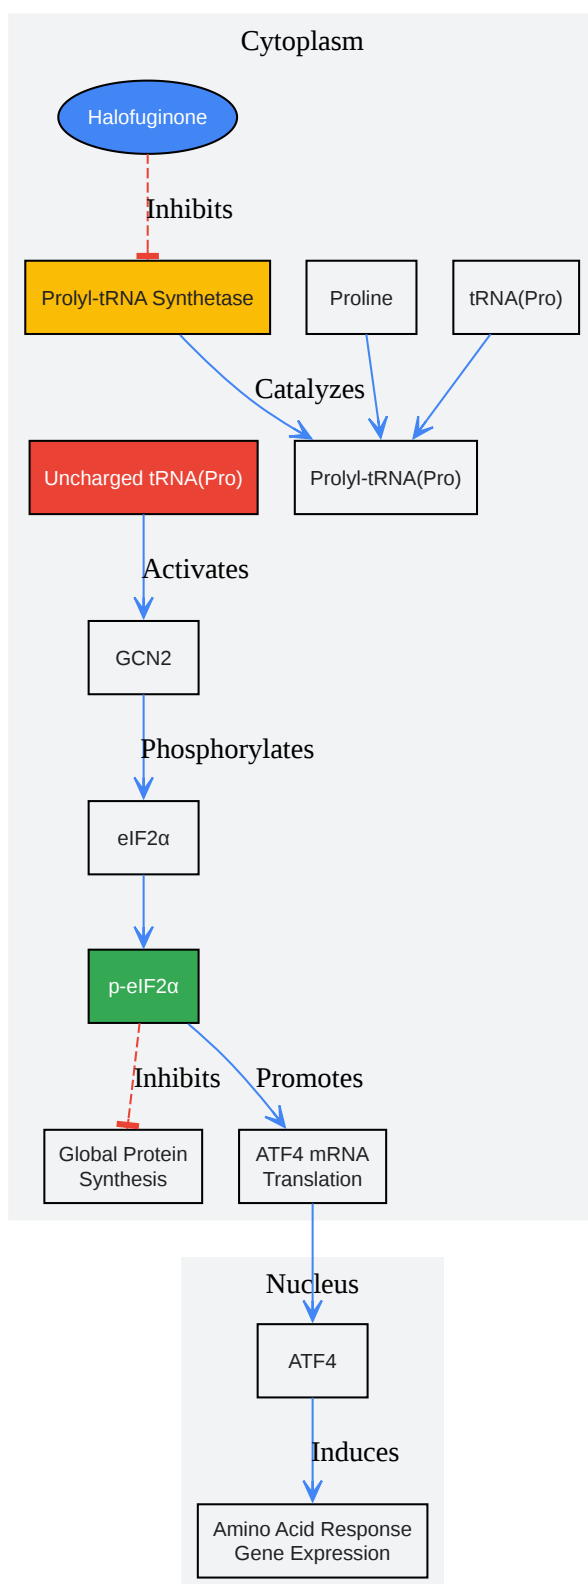 Cytoplasm
Halofuginone
Inhibits
Prolyl-tRNA Synthetase
Proline
tRNA(Pro)
Catalyzes
Uncharged tRNA(Pro)
Prolyl-tRNA(Pro)
Activates
GCN2
Phosphorylates
eIF2α
p-eIF2α
Inhibits
Promotes
Global Protein
Synthesis
ATF4 mRNA
Translation
Nucleus
ATF4
Induces
Amino Acid Response
Gene Expression